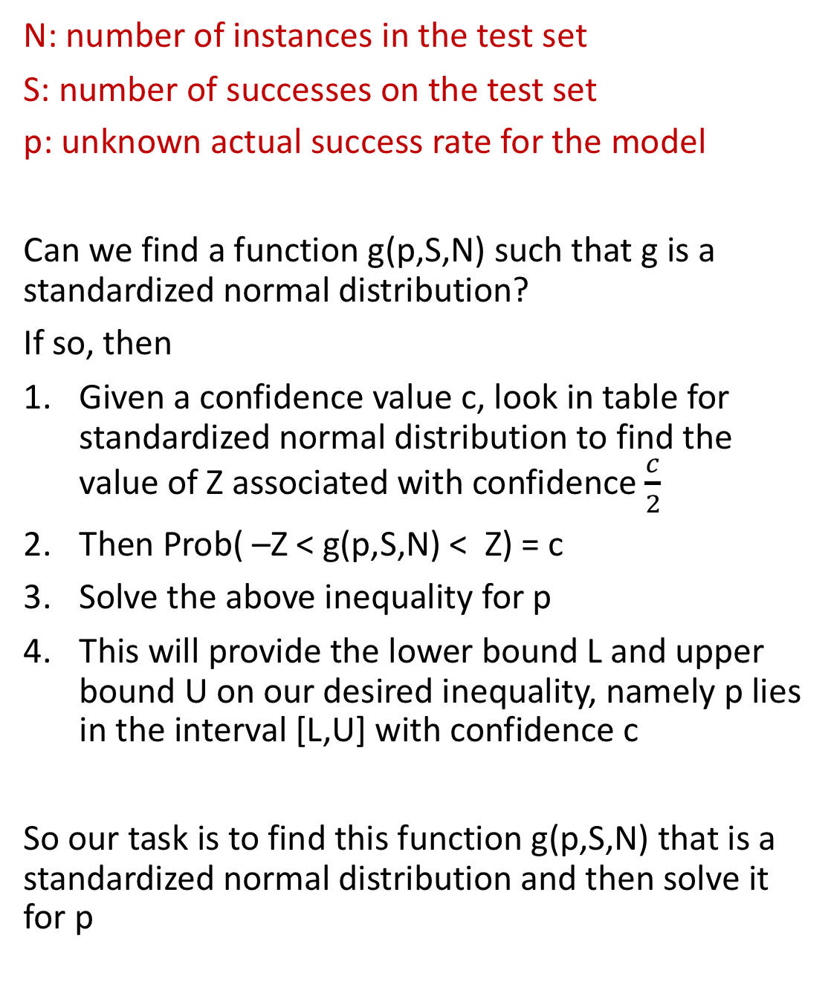 N: number of instances in the test set
S: number of successes on the test set
p: unknown actual success rate for the model
Can we find a function g(p,S,N) such that g is a
standardized normal distribution?
If so, then
1. Given a confidence value c, look in table for
standardized normal distribution to find the
value of Z associated with confidence c/2
2. Then Prob( –Z < g(p,S,N) < Z) = c
3. Solve the above inequality for p
4. This will provide the lower bound L and upper
bound U on our desired inequality, namely p lies
in the interval [L,U] with confidence c
So our task is to find this function g(p,S,N) that is a
standardized normal distribution and then solve it
for p